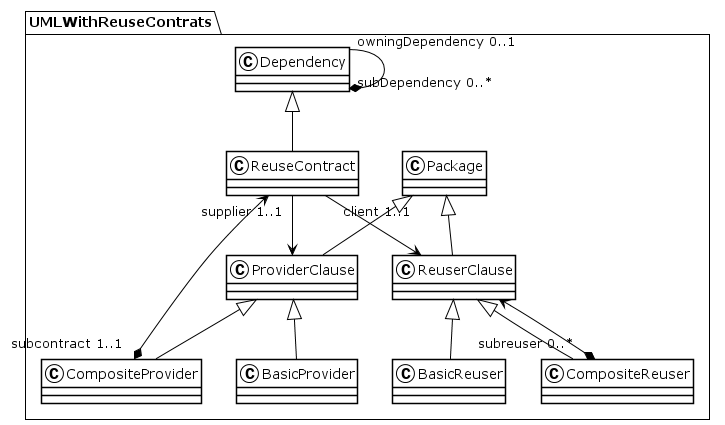 UMLWithReuseContrats
owningDependency 0..1
C Dependency
subDependency 0..*
C ReuseContract
C Package
supplier 1..1
client 1..1
C ProviderClause
C ReuserClause
subcontract 1..1
subreuser 0..*
C CompositeProvider
C BasicProvider
C BasicReuser
C CompositeReuser